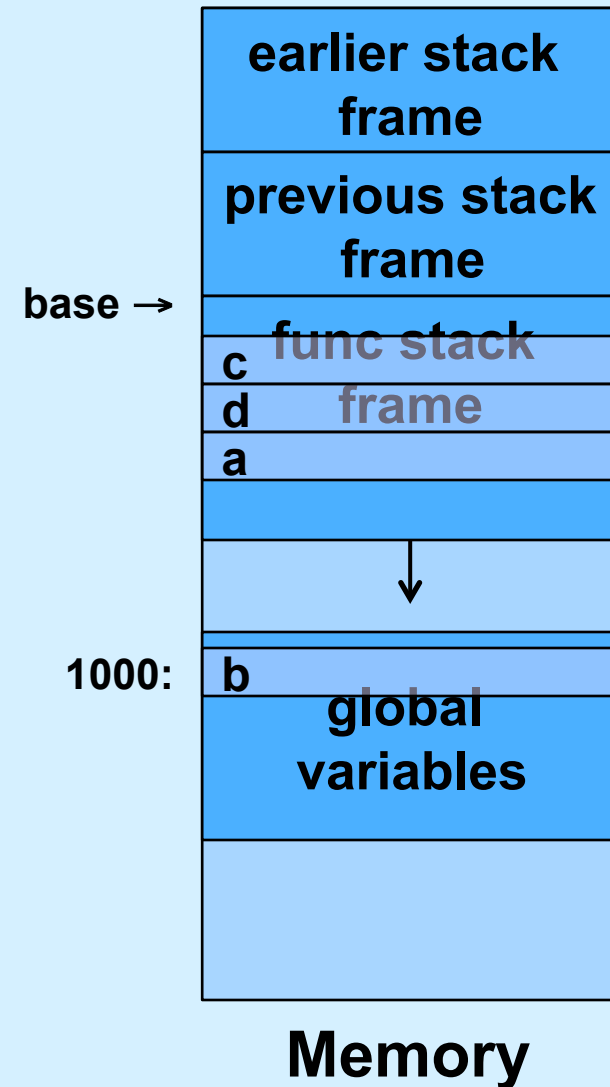 earlier stack
frame
previous stack
frame
base →
func stack
c
frame
d
a
1000:
b
global
variables
Memory